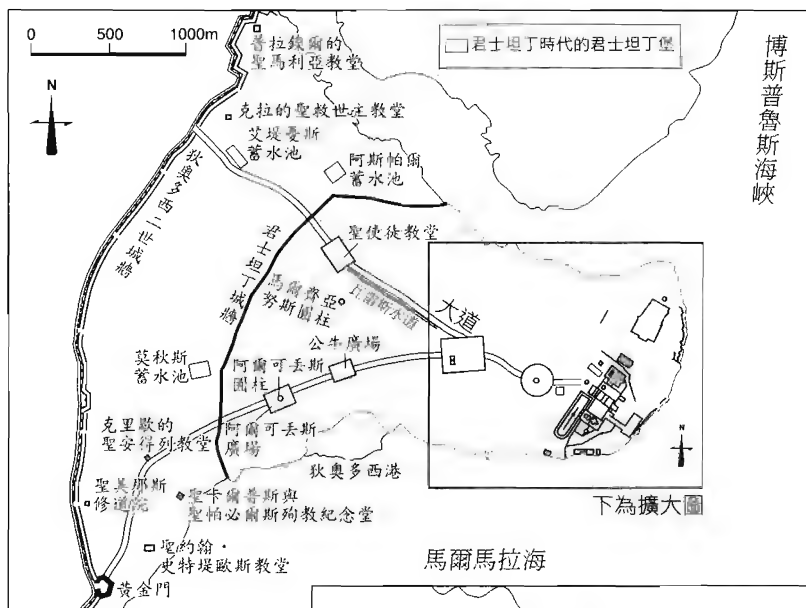 0 500 1000m
N
普拉錄爾的
聖馬利亞教堂
君士坦丁時代的君士坦丁堡
博斯普魯斯海峽
克拉的聖救世主教堂
艾堤憂斯
蓄水池
阿斯帕爾
蓄水池
狄奧多西二世城牆
君士坦丁城牆
聖使徒教堂
馬爾齊亞
努斯圓柱
瓦雷斯水道
大道
公牛廣場
莫秋斯
蓄水池
阿爾可丟斯
圓柱
克里歐的
聖安得列教堂
阿爾可丟斯
廣場
狄奧多西港
N
聖美那斯
修道院
聖卡爾普斯與
聖帕必爾斯殉教紀念堂
下為擴大圖
聖約翰・
史特堤歐斯教堂
馬爾馬拉海
黃金門